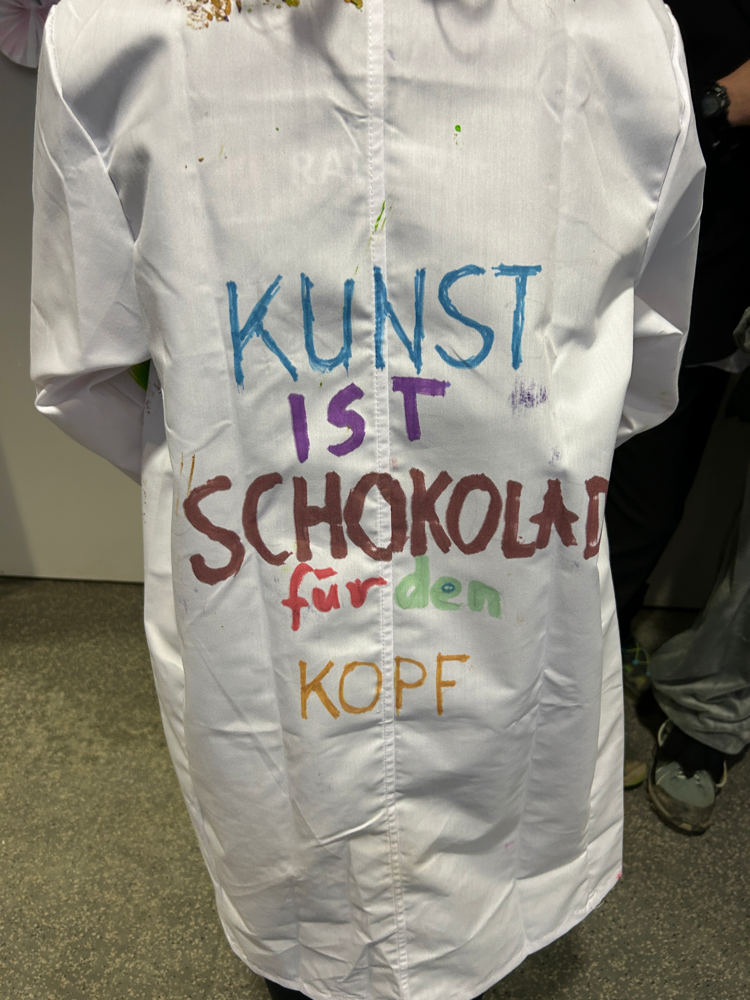 KUNST
IST
SCHOKOLAD
für den
KOPF